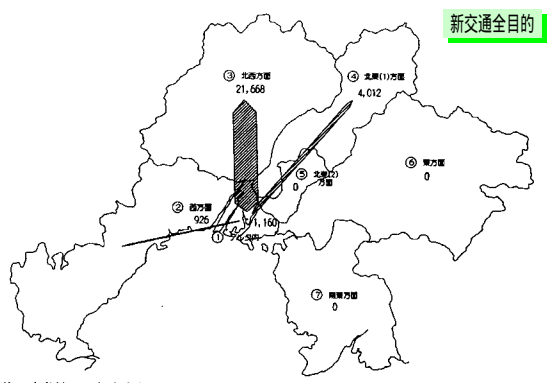 新交通全目的
③ 北西方面
21,668
④ 北東(1)方面
4,012
⑤ 北東(2)
方面
0
⑥ 東方面
0
② 西方面
926
1,160
①
⑦ 南東方面
0